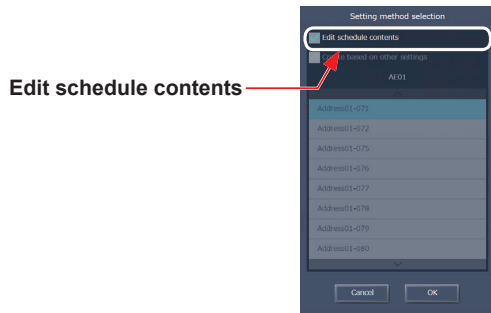 Setting method selection
Edit schedule contents
Create based on other settings
Edit schedule contents
AE01
Address01-071
Address01-072
Address01-075
Address01-076
Address01-077
Address01-078
Address01-079
Address01-080
Cancel OK